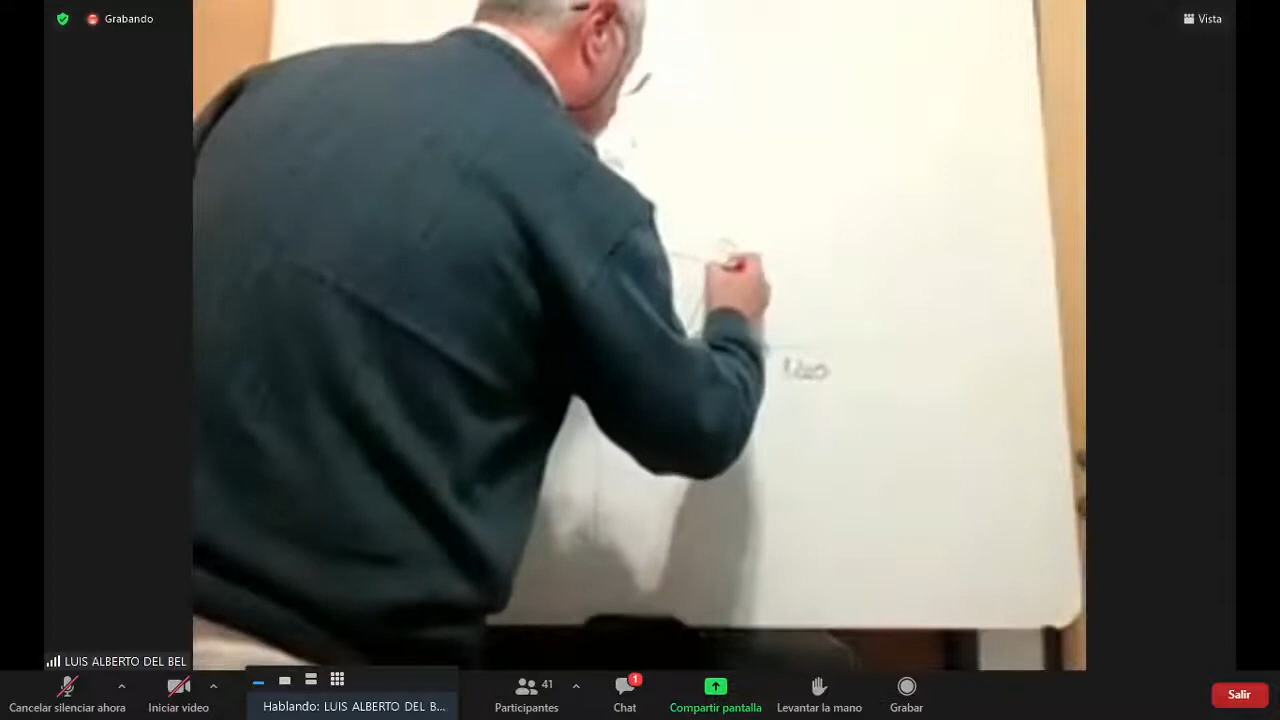 Grabando
Vista
LUIS ALBERTO DEL BEL
Cancelar silenciar ahora
Iniciar video
Hablando: LUIS ALBERTO DEL B...
41
Participantes
1
Chat
Compartir pantalla
Levantar la mano
Grabar
Salir